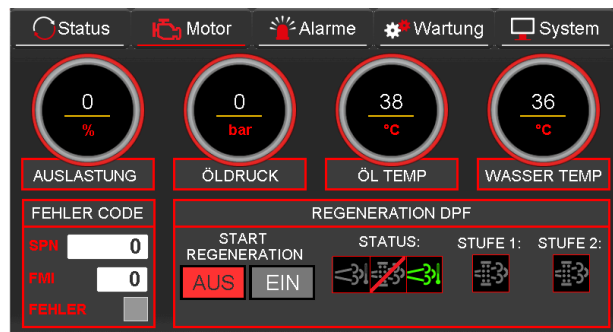 Status Motor Alarme Wartung System
0 0 38 36
% bar °C °C
AUSLASTUNG ÖLDRUCK ÖL TEMP WASSER TEMP
FEHLER CODE
SPN 0
FMI 0
FEHLER
REGENERATION DPF
START
REGENERATION
AUS EIN
STATUS:
STUFE 1:
STUFE 2: